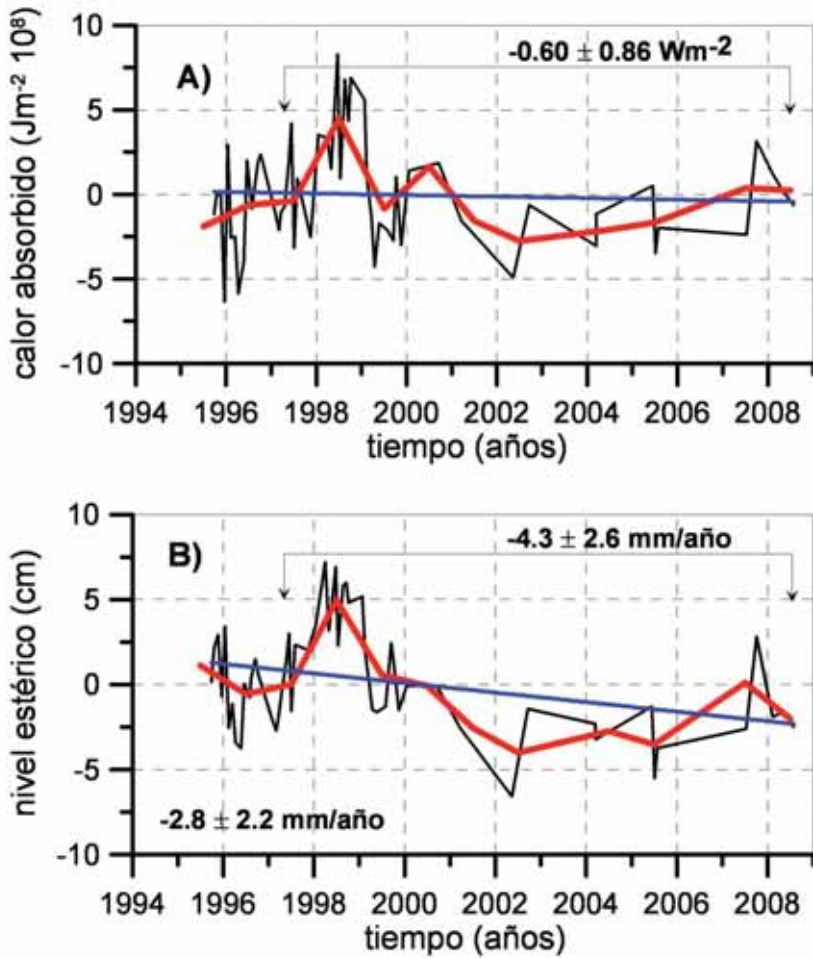 10
A)
-0.60 ± 0.86 Wm-2
5
0
-5
-10
calor absorbido (Jm-2 10⁸)
1994 1996 1998 2000 2002 2004 2006 2008
tiempo (años)
10
B)
-4.3 ± 2.6 mm/año
5
0
-5
-2.8 ± 2.2 mm/año
-10
nivel estérico (cm)
1994 1996 1998 2000 2002 2004 2006 2008
tiempo (años)